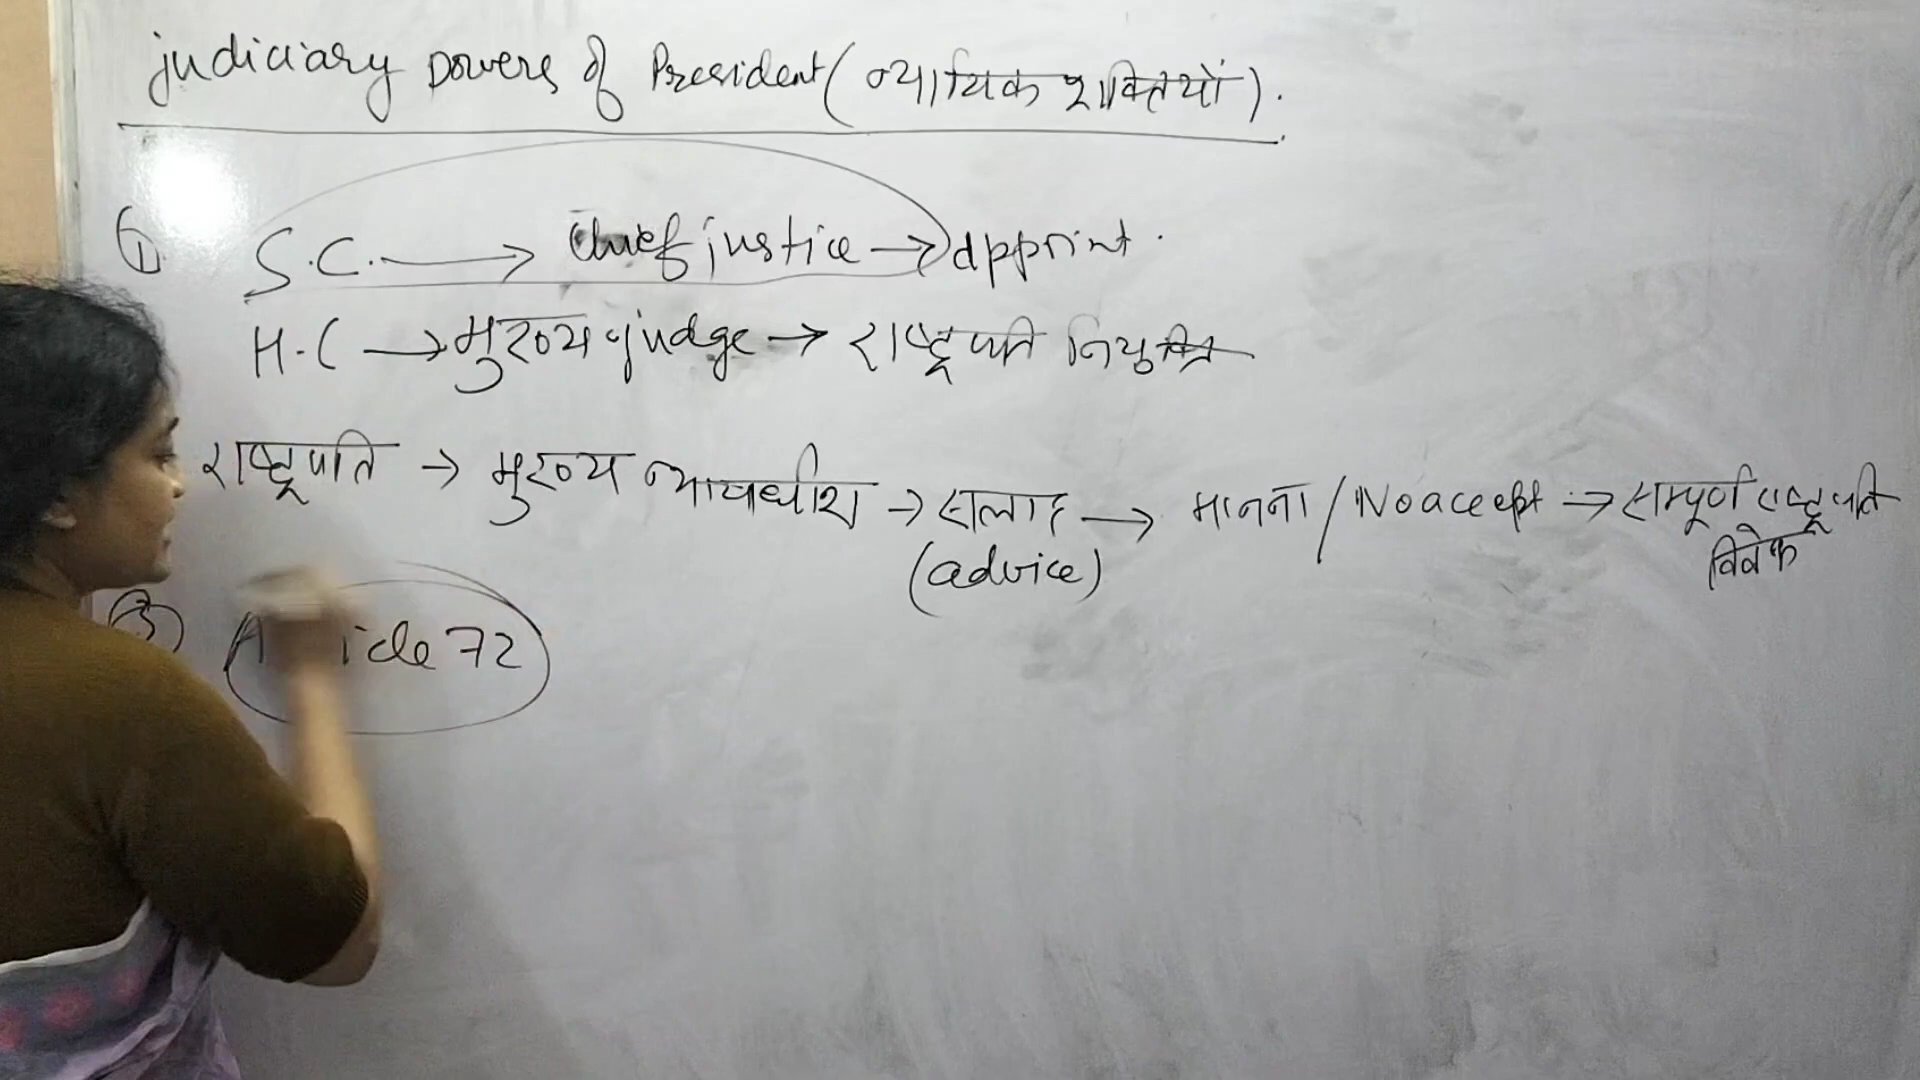 judiciary powers of President (न्यायिक शक्तियों).
① S.C. → Chief justice → appoint.
H.C → मुख्य judge → राष्ट्रपति नियुक्ति
राष्ट्रपति → मुख्य न्यायधीश → सलाह → मानना / No accept → सम्पूर्ण राष्ट्रपति
(advice) विवेक
③ Article 72